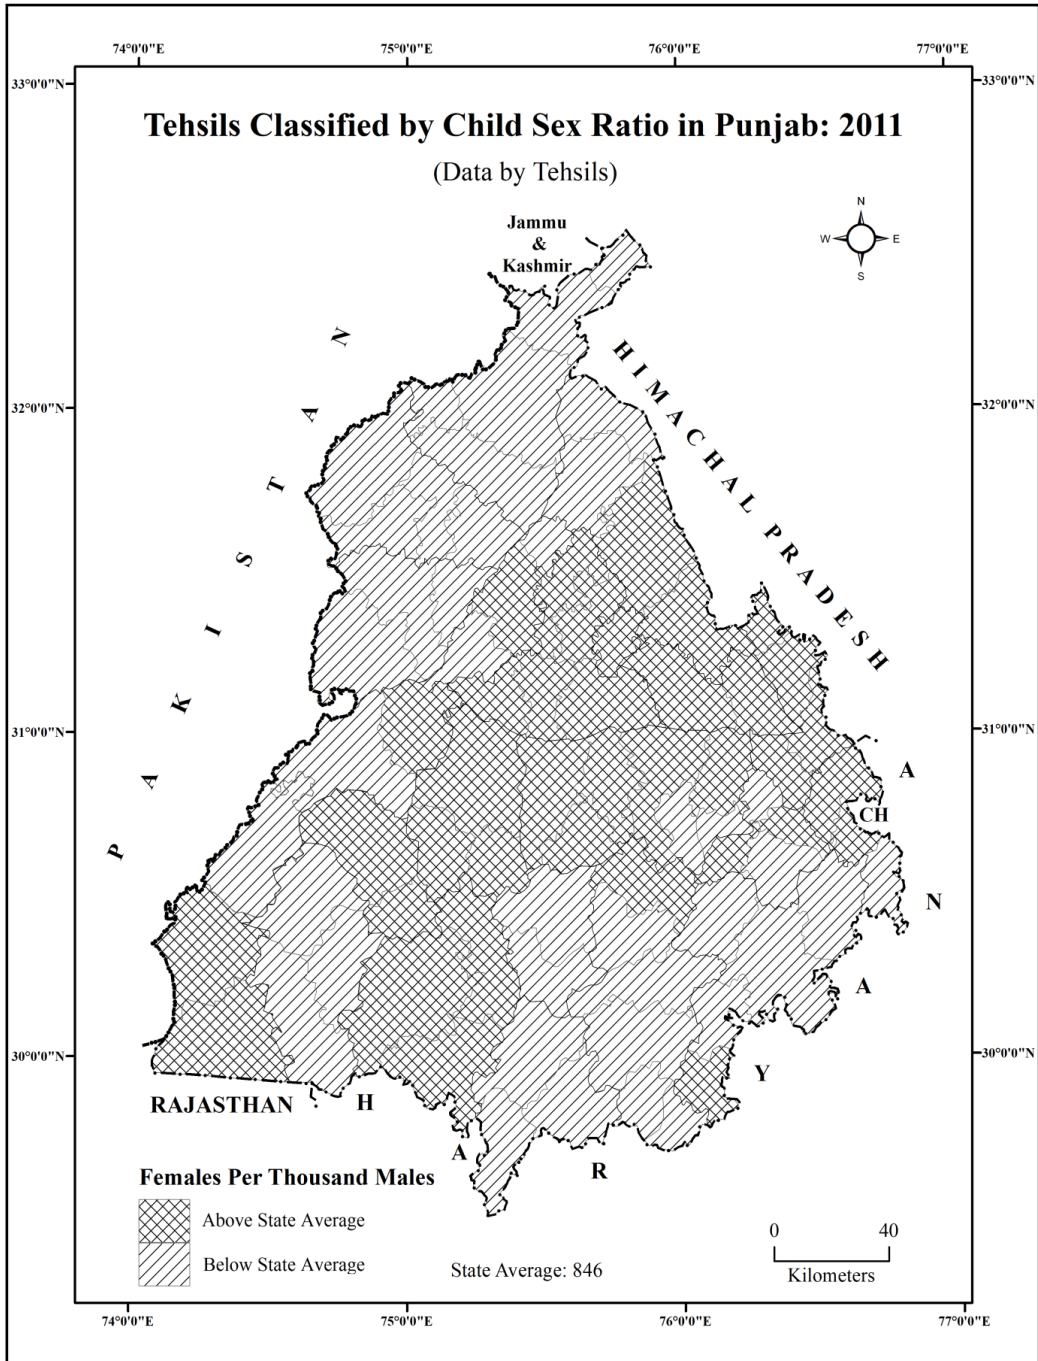 74°0'0"E 75°0'0"E 76°0'0"E 77°0'0"E
33°0'0"N 33°0'0"N
Tehsils Classified by Child Sex Ratio in Punjab: 2011
(Data by Tehsils)
N
W E
S
Jammu
&
Kashmir
PAKISTAN
HIMACHAL PRADESH
32°0'0"N 32°0'0"N
31°0'0"N 31°0'0"N
CH
30°0'0"N 30°0'0"N
RAJASTHAN
HARYANA
Females Per Thousand Males
Above State Average
Below State Average
State Average: 846
0 40
Kilometers
74°0'0"E 75°0'0"E 76°0'0"E 77°0'0"E